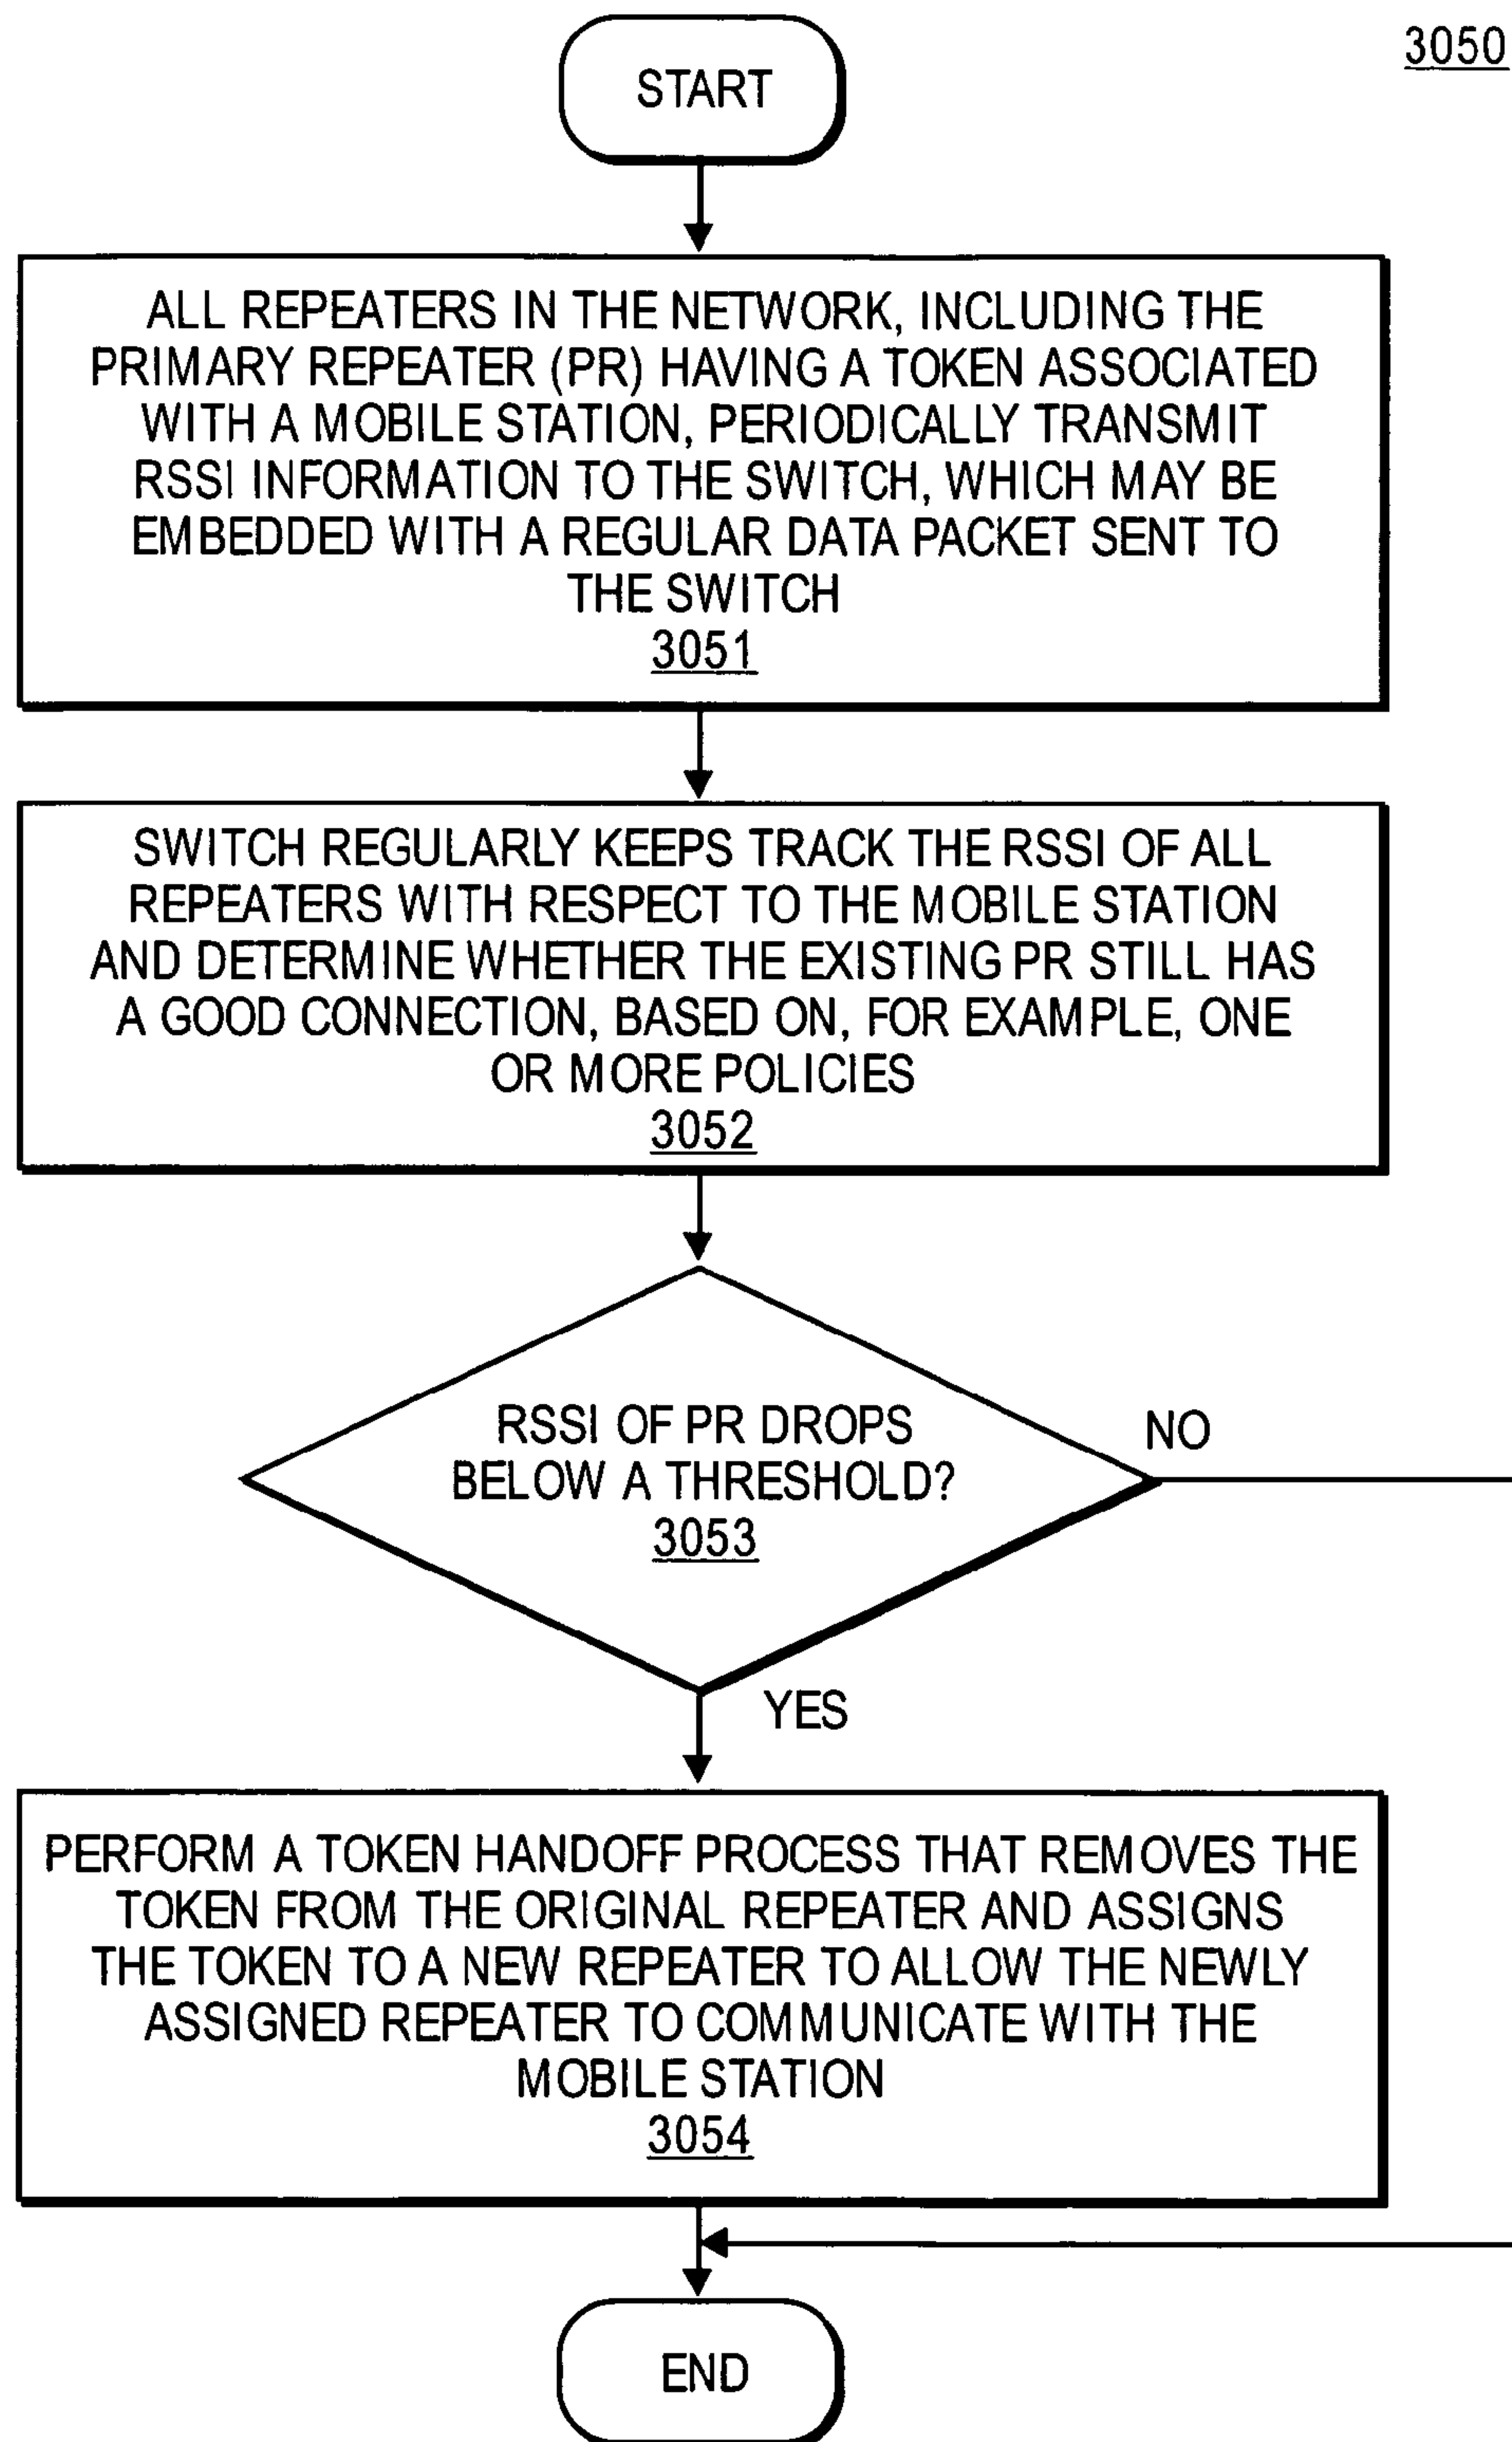 3050
START
ALL REPEATERS IN THE NETWORK, INCLUDING THE
PRIMARY REPEATER (PR) HAVING A TOKEN ASSOCIATED
WITH A MOBILE STATION, PERIODICALLY TRANSMIT
RSSI INFORMATION TO THE SWITCH, WHICH MAY BE
EMBEDDED WITH A REGULAR DATA PACKET SENT TO
THE SWITCH
3051
SWITCH REGULARLY KEEPS TRACK THE RSSI OF ALL
REPEATERS WITH RESPECT TO THE MOBILE STATION
AND DETERMINE WHETHER THE EXISTING PR STILL HAS
A GOOD CONNECTION, BASED ON, FOR EXAMPLE, ONE
OR MORE POLICIES
3052
RSSI OF PR DROPS
BELOW A THRESHOLD?
3053
NO
YES
PERFORM A TOKEN HANDOFF PROCESS THAT REMOVES THE
TOKEN FROM THE ORIGINAL REPEATER AND ASSIGNS
THE TOKEN TO A NEW REPEATER TO ALLOW THE NEWLY
ASSIGNED REPEATER TO COMMUNICATE WITH THE
MOBILE STATION
3054
END